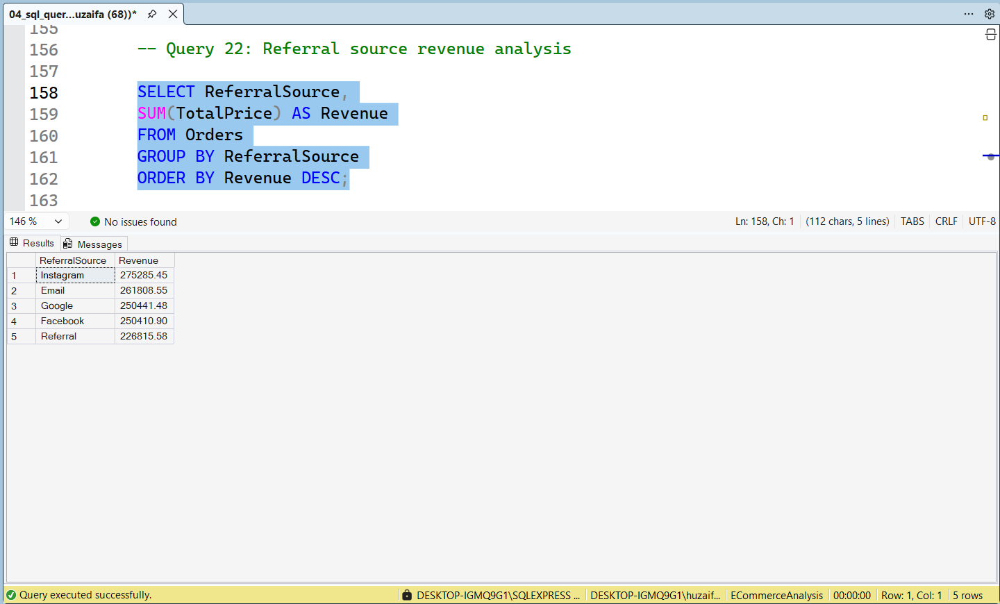 04_sql_quer...uzaifa (68))*
155
156 -- Query 22: Referral source revenue analysis
157
158 SELECT ReferralSource,
159 SUM(TotalPrice) AS Revenue
160 FROM Orders
161 GROUP BY ReferralSource
162 ORDER BY Revenue DESC;
163
146 % No issues found Ln: 158, Ch: 1 (112 chars, 5 lines) TABS CRLF UTF-8
Results Messages
ReferralSource Revenue
1 Instagram 275285.45
2 Email 261808.55
3 Google 250441.48
4 Facebook 250410.90
5 Referral 226815.58
Query executed successfully. DESKTOP-IGMQ9G1\SQLEXPRESS ... DESKTOP-IGMQ9G1\huzaif... ECommerceAnalysis 00:00:00 Row: 1, Col: 1 5 rows